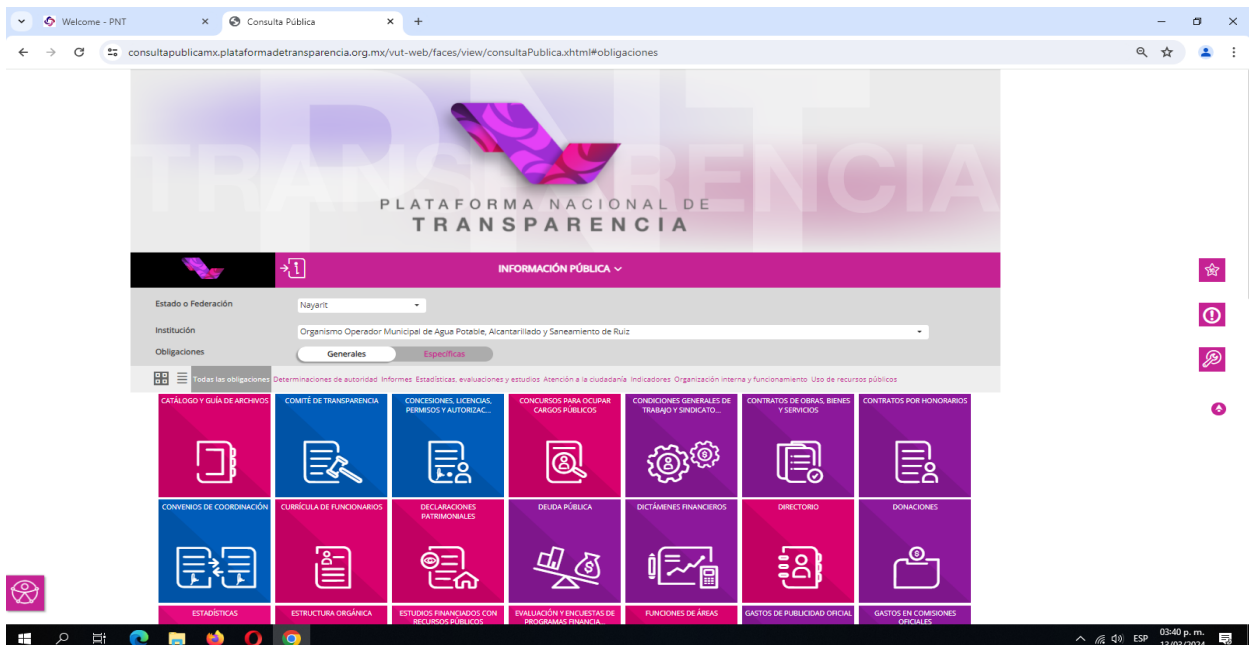 Welcome - PNT
Consulta Pública
consultapublicamx.plataformadetransparencia.org.mx/vut-web/faces/view/consultaPublica.xhtml#obligaciones
PNT
TRANSPARENCIA
PLATAFORMA NACIONAL DE
TRANSPARENCIA
INFORMACIÓN PÚBLICA
Estado o Federación
Nayarit
Institución
Organismo Operador Municipal de Agua Potable, Alcantarillado y Saneamiento de Ruiz
Obligaciones
Generales
Específicas
Todas las obligaciones Determinaciones de autoridad Informes Estadísticas, evaluaciones y estudios Atención a la ciudadanía Indicadores Organización interna y funcionamiento Uso de recursos públicos
CATÁLOGO Y GUÍA DE ARCHIVOS
COMITÉ DE TRANSPARENCIA
CONCESIONES, LICENCIAS,
PERMISOS Y AUTORIZAC...
CONCURSOS PARA OCUPAR
CARGOS PÚBLICOS
CONDICIONES GENERALES DE
TRABAJO Y SINDICATO...
CONTRATOS DE OBRAS, BIENES
Y SERVICIOS
CONTRATOS POR HONORARIOS
CONVENIOS DE COORDINACIÓN
CURRÍCULA DE FUNCIONARIOS
DECLARACIONES
PATRIMONIALES
DEUDA PÚBLICA
DICTÁMENES FINANCIEROS
DIRECTORIO
DONACIONES
ESTADÍSTICAS
ESTRUCTURA ORGÁNICA
ESTUDIOS FINANCIADOS CON
RECURSOS PÚBLICOS
EVALUACIÓN Y ENCUESTAS DE
PROGRAMAS FINANCIA...
FUNCIONES DE ÁREAS
GASTOS DE PUBLICIDAD OFICIAL
GASTOS EN COMISIONES
OFICIALES
ESP
03:40 p. m.
13/03/2024